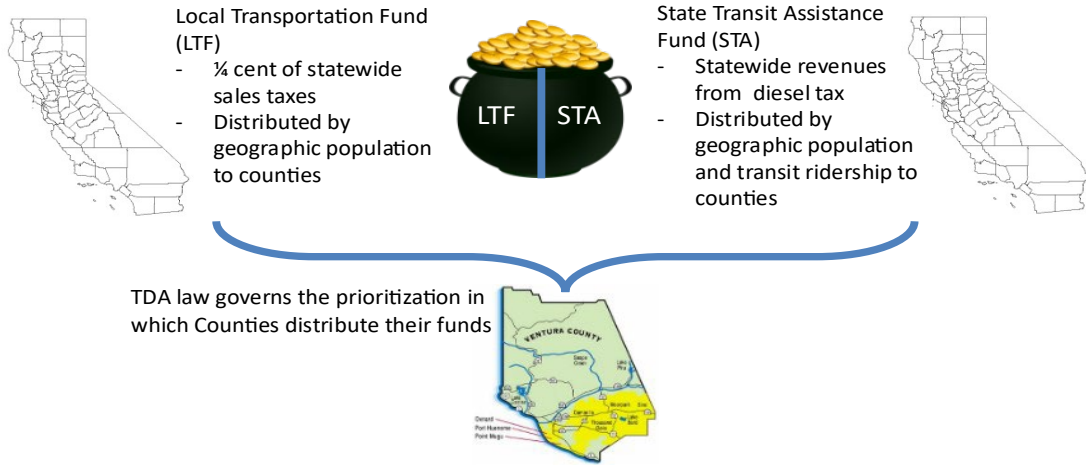 Local Transportation Fund
(LTF)
- ¼ cent of statewide
sales taxes
- Distributed by
geographic population
to counties
LTF
STA
State Transit Assistance
Fund (STA)
- Statewide revenues
from diesel tax
- Distributed by
geographic population
and transit ridership to
counties
TDA law governs the prioritization in
which Counties distribute their funds
VENTURA COUNTY
Oxnard
Port Hueneme
Point Mugu